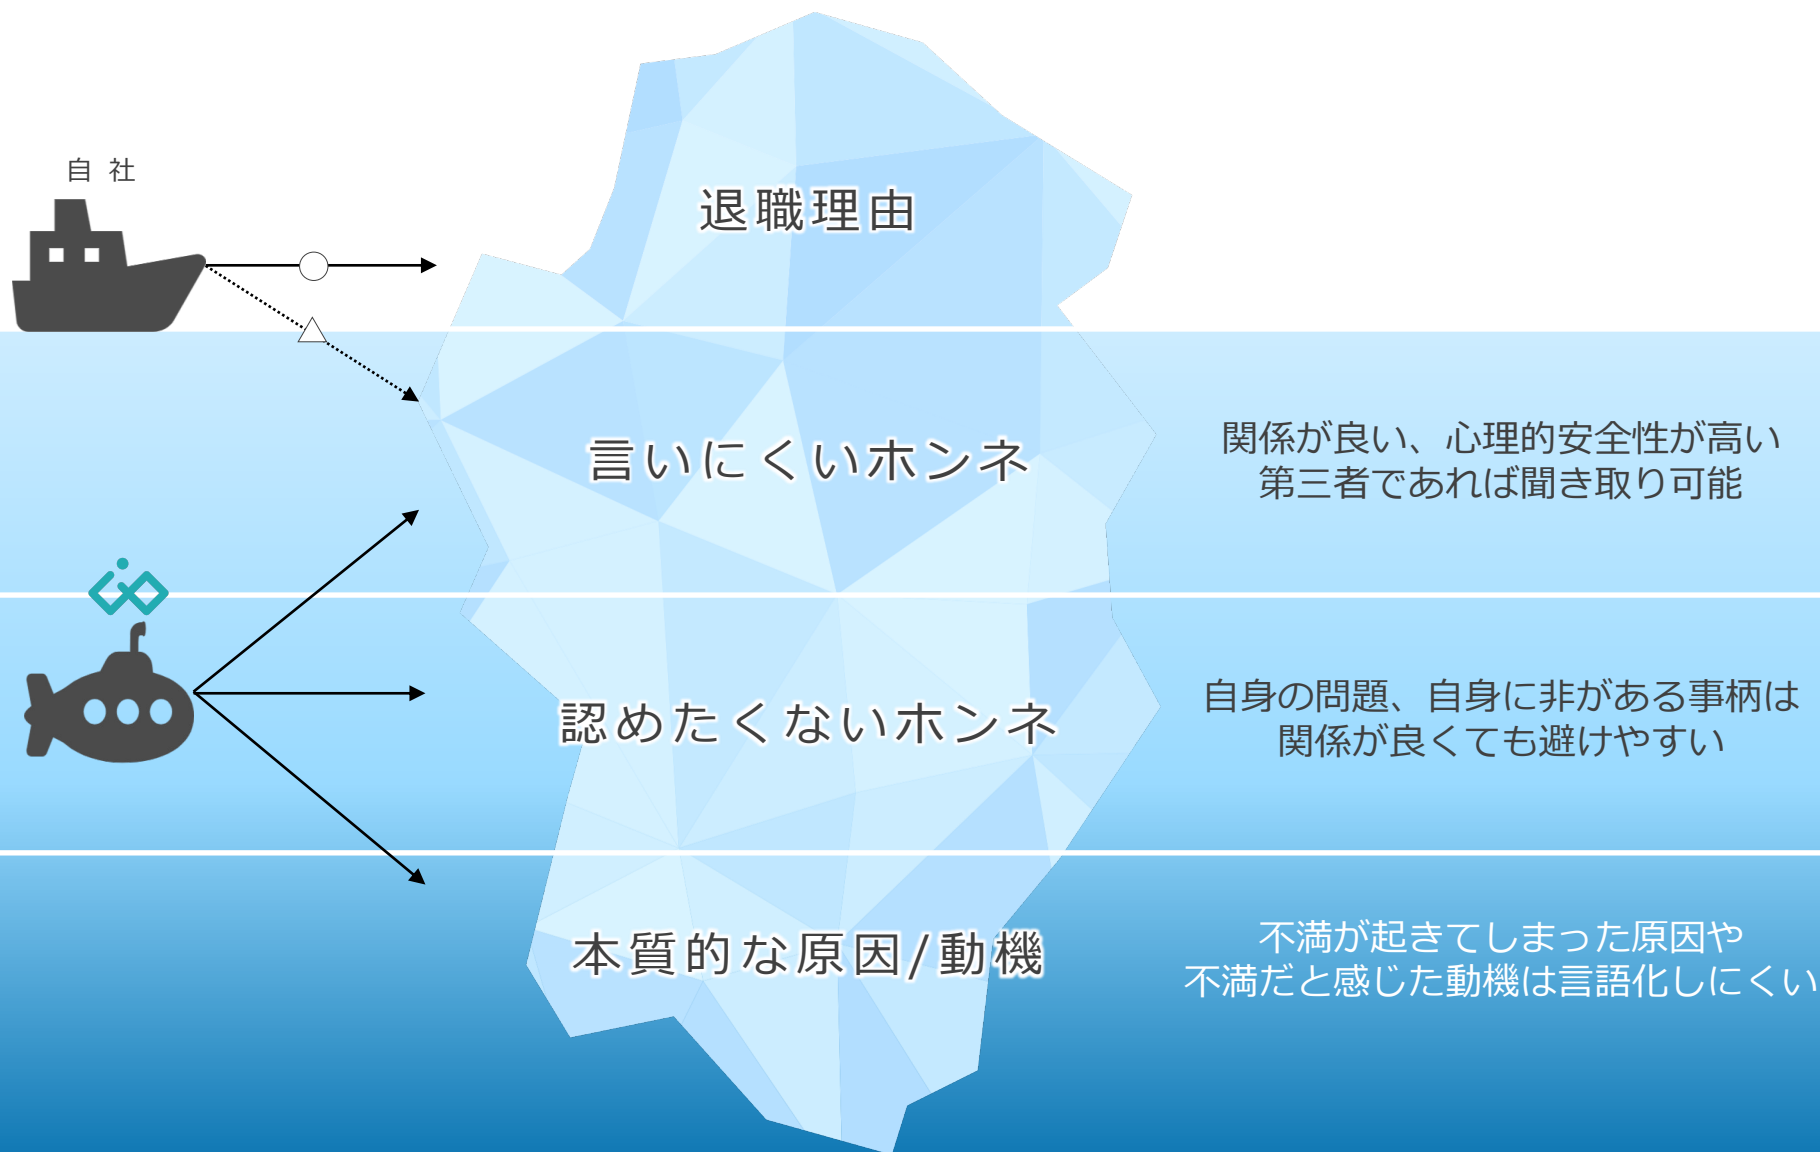 自 社
退職理由
言いにくいホンネ
関係が良い、心理的安全性が高い
第三者であれば聞き取り可能
認めたくないホンネ
自身の問題、自身に非がある事柄は
関係が良くても避けやすい
本質的な原因/動機
不満が起きてしまった原因や
不満だと感じた動機は言語化しにくい